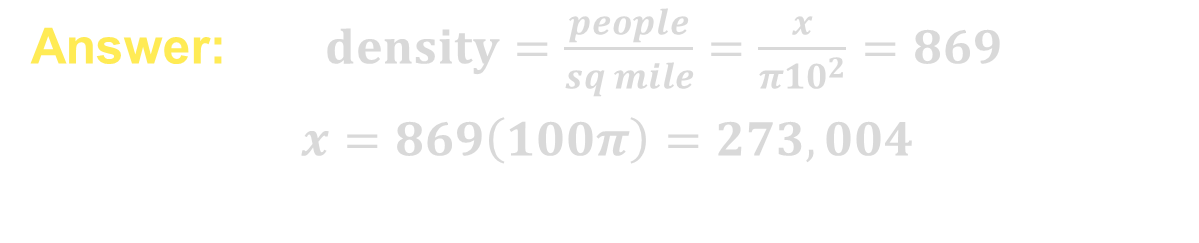 Answer: density = people/sq mile = x/π10² = 869
x = 869(100π) = 273,004